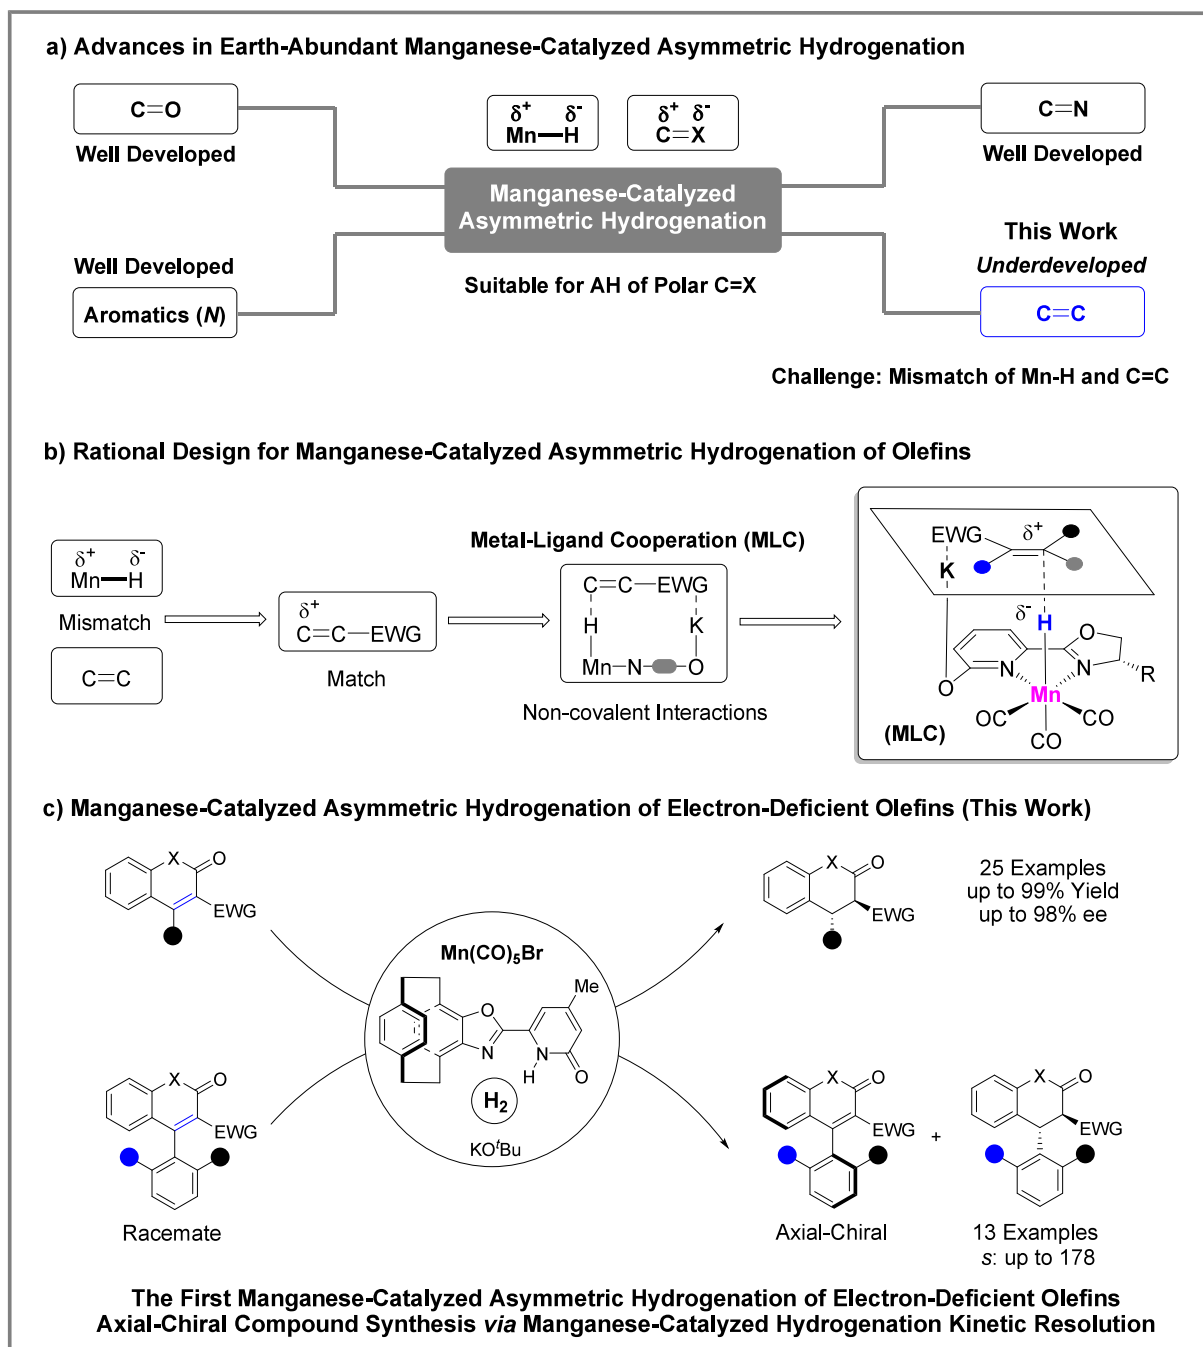 a) Advances in Earth-Abundant Manganese-Catalyzed Asymmetric Hydrogenation
C=O
Well Developed
δ+ δ-
Mn—H
δ+ δ-
C=X
C=N
Well Developed
Manganese-Catalyzed
Asymmetric Hydrogenation
Well Developed
Aromatics (N)
Suitable for AH of Polar C=X
This Work
Underdeveloped
C=C
Challenge: Mismatch of Mn-H and C=C
b) Rational Design for Manganese-Catalyzed Asymmetric Hydrogenation of Olefins
δ+ δ-
Mn—H
Mismatch
C=C
δ+
C=C—EWG
Match
Metal-Ligand Cooperation (MLC)
C=C—EWG
H K
Mn—N O
Non-covalent Interactions
EWG δ+
K
δ-
H
O
N N
R
O Mn
OC CO
CO
(MLC)
c) Manganese-Catalyzed Asymmetric Hydrogenation of Electron-Deficient Olefins (This Work)
X O
EWG
X O
EWG
25 Examples
up to 99% Yield
up to 98% ee
Mn(CO)5Br
Me
O
N N
H O
H2
KOtBu
X O
EWG
Racemate
X O
EWG
Axial-Chiral
+
X O
EWG
13 Examples
s: up to 178
The First Manganese-Catalyzed Asymmetric Hydrogenation of Electron-Deficient Olefins
Axial-Chiral Compound Synthesis via Manganese-Catalyzed Hydrogenation Kinetic Resolution